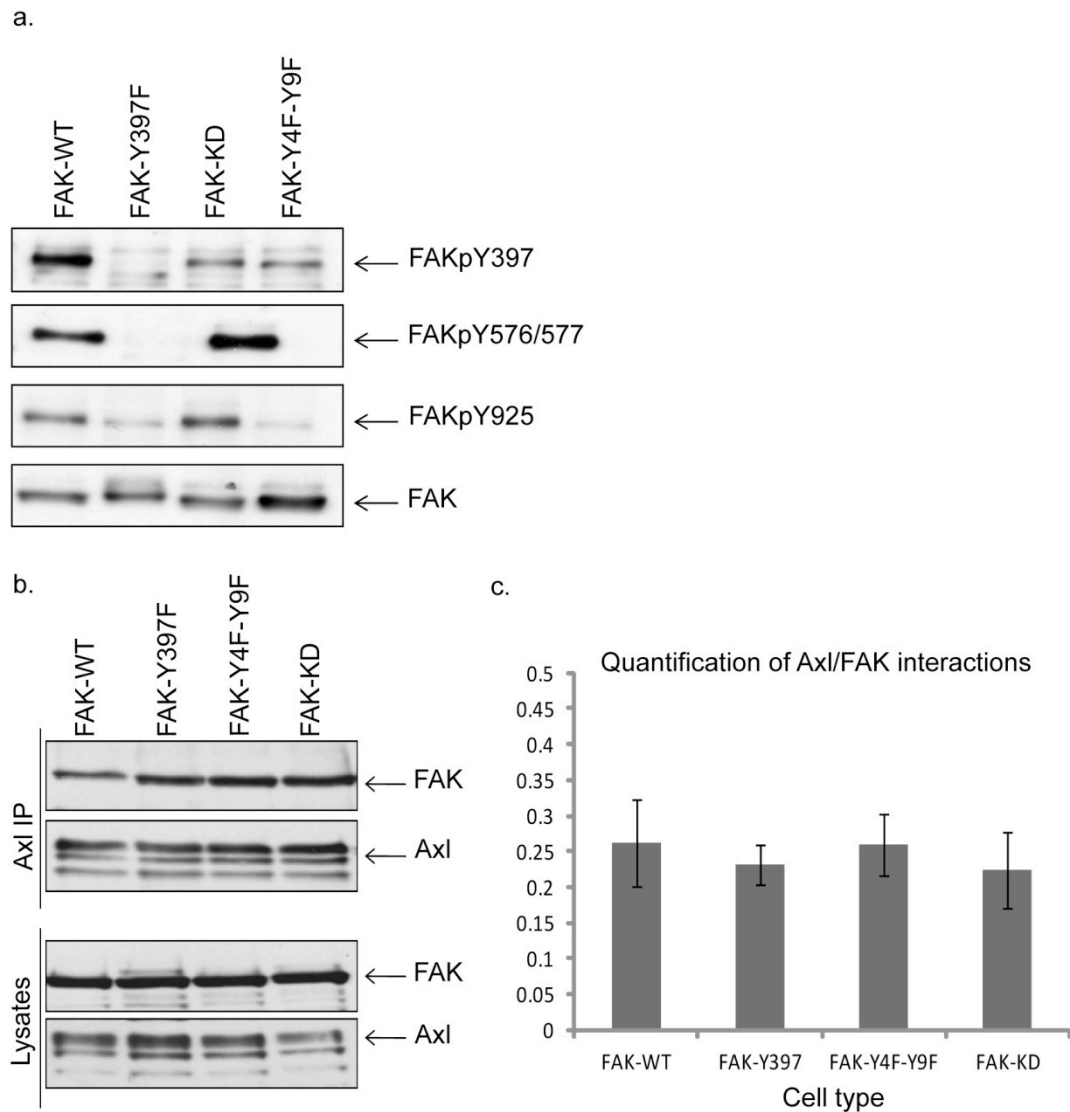 a.
FAK-WT
FAK-Y397F
FAK-KD
FAK-Y4F-Y9F
FAKpY397
FAKpY576/577
FAKpY925
FAK
b.
FAK-WT
FAK-Y397F
FAK-Y4F-Y9F
FAK-KD
Axl IP
FAK
Axl
Lysates
FAK
Axl
c.
Quantification of Axl/FAK interactions
0.5
0.45
0.4
0.35
0.3
0.25
0.2
0.15
0.1
0.05
0
FAK-WT FAK-Y397 FAK-Y4F-Y9F FAK-KD
Cell type